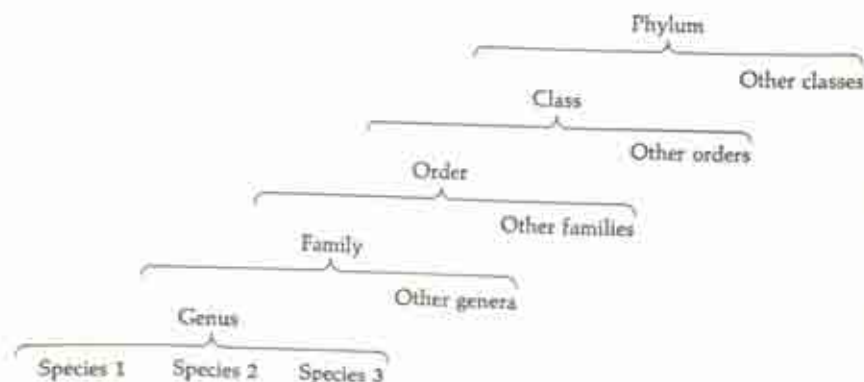 Phylum
Other classes
Class
Other orders
Order
Other families
Family
Other genera
Genus
Species 1 Species 2 Species 3